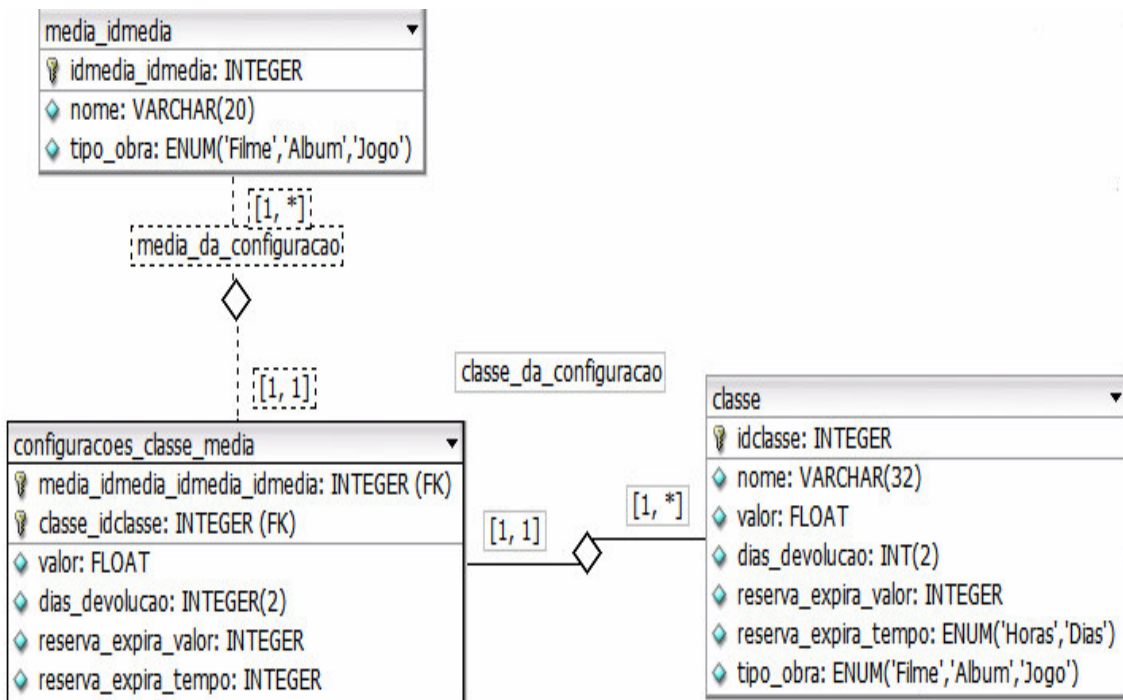 media_idmedia
idmedia_idmedia: INTEGER
nome: VARCHAR(20)
tipo_obra: ENUM('Filme','Album','Jogo')
[1, *]
media_da_configuracao
[1, 1]
configuracoes_classe_media
media_idmedia_idmedia_idmedia: INTEGER (FK)
classe_idclasse: INTEGER (FK)
valor: FLOAT
dias_devolucao: INTEGER(2)
reserva_expira_valor: INTEGER
reserva_expira_tempo: INTEGER
classe_da_configuracao
[1, 1]
[1, *]
classe
idclasse: INTEGER
nome: VARCHAR(32)
valor: FLOAT
dias_devolucao: INT(2)
reserva_expira_valor: INTEGER
reserva_expira_tempo: ENUM('Horas','Dias')
tipo_obra: ENUM('Filme','Album','Jogo')